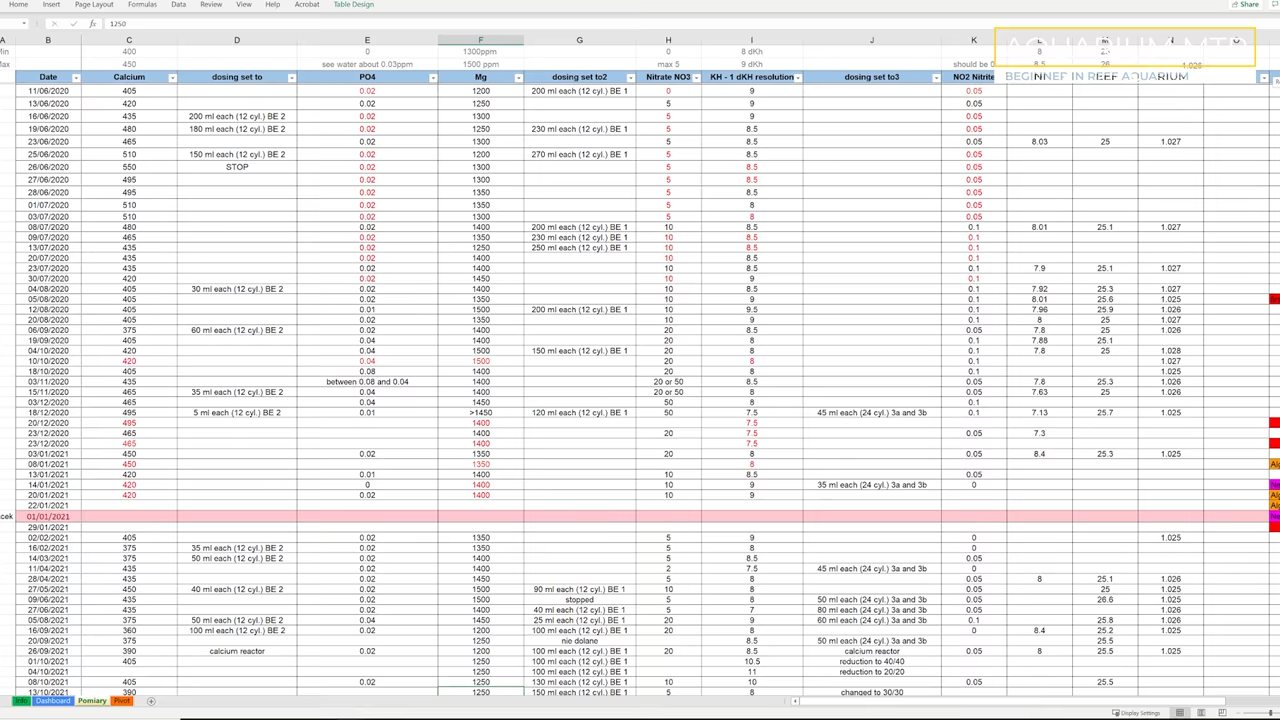 Home Insert Page Layout Formulas Data Review View Help Acrobat Table Design Share
fx 1250
A B C D E F G H I J K
400 0 1300ppm 0 8 dKh 8
Max 450 see water about 0.03ppm 1500 ppm max 5 9 dKh should be 8.5 26 1.026
AQUARIUM MTD
BEGINNER IN REEF AQUARIUM
Date Calcium dosing set to PO4 Mg dosing set to2 Nitrate NO3 KH - 1 dKH resolution dosing set to3 NO2 Nitrite
11/06/2020 405 0.02 1200 200 ml each (12 cyl.) BE 1 0 9 0.05
13/06/2020 420 0.02 1250 5 9 0.05
16/06/2020 435 200 ml each (12 cyl.) BE 2 0.02 1300 5 9 0.05
19/06/2020 480 180 ml each (12 cyl.) BE 2 0.02 1250 230 ml each (12 cyl.) BE 1 5 8.5 0.05
23/06/2020 465 0.02 1300 5 8.5 0.05 8.03 25 1.027
25/06/2020 510 150 ml each (12 cyl.) BE 2 0.02 1200 270 ml each (12 cyl.) BE 1 5 8.5 0.05
26/06/2020 550 STOP 0.02 1300 5 8.5 0.05
27/06/2020 495 0.02 1300 5 8.5 0.05
28/06/2020 495 0.02 1350 5 8.5 0.05
01/07/2020 510 0.02 1350 5 8 0.05
03/07/2020 510 0.02 1300 5 8 0.05
08/07/2020 480 0.02 1400 200 ml each (12 cyl.) BE 1 10 8.5 0.1 8.01 25.1 1.027
09/07/2020 465 0.02 1350 230 ml each (12 cyl.) BE 1 10 8.5 0.1
13/07/2020 435 0.02 1250 250 ml each (12 cyl.) BE 1 10 8.5 0.1
20/07/2020 435 0.02 1400 10 9 0.1
23/07/2020 405 0.02 1400 10 8.5 0.1 7.9 25.1 1.027
30/07/2020 420 0.02 1450 10 9 0.1
04/08/2020 405 30 ml each (12 cyl.) BE 2 0.02 1400 10 8.5 0.1 7.92 25.3 1.027
05/08/2020 405 0.02 1350 10 9 0.1 8.01 25.6 1.025
12/08/2020 405 0.01 1500 200 ml each (12 cyl.) BE 1 10 9.5 0.1 7.96 25.9 1.026
20/08/2020 405 0.02 1350 10 9 0.1 8 25 1.027
06/09/2020 375 60 ml each (12 cyl.) BE 2 0.02 1400 10 8.5 0.05 7.8 25 1.026
19/09/2020 405 0.04 1400 20 8 0.1 7.88 25.1
04/10/2020 420 0.04 1500 150 ml each (12 cyl.) BE 1 20 8 0.1 7.8 25 1.028
10/10/2020 420 0.04 1500 20 8 0.1 1.027
18/10/2020 405 0.08 1400 20 8 0.1 1.025
03/11/2020 435 between 0.08 and 0.04 1400 20 or 50 8.5 0.05 7.8 25.3 1.026
15/11/2020 465 35 ml each (12 cyl.) BE 2 0.04 1400 20 or 50 8 0.05 7.63 25 1.026
03/12/2020 465 0.04 1450 50 8 0.1
18/12/2020 495 5 ml each (12 cyl.) BE 2 0.01 >1450 120 ml each (12 cyl.) BE 1 50 7.5 45 ml each (24 cyl.) 3a and 3b 0.1 7.13 25.7 1.025
20/12/2020 495 1400 7.5
23/12/2020 465 1400 20 7.5 0.05 7.3
23/12/2020 465 1400 7.5
03/01/2021 450 0.02 1400 20 8 0.05 8.4 25.3 1.025
08/01/2021 450 1350 8
13/01/2021 420 0.01 1400 10 8.5 0.05
14/01/2021 420 0 1400 10 9 35 ml each (24 cyl.) 3a and 3b 0
20/01/2021 420 0.02 1400 10 9
22/01/2021
01/01/2021
29/01/2021
02/02/2021 405 0.02 1350 5 9 0 1.025
16/02/2021 375 35 ml each (12 cyl.) BE 2 0.02 1350 5 8 0
14/03/2021 375 50 ml each (12 cyl.) BE 2 0.02 1400 5 8.5 0.05
11/04/2021 435 0.02 1400 2 7.5 45 ml each (24 cyl.) 3a and 3b 0
28/04/2021 435 0.02 1450 5 8 0.05 8 25.1 1.026
27/05/2021 450 40 ml each (12 cyl.) BE 2 0.02 1500 90 ml each (12 cyl.) BE 1 10 8 0.05 25 1.026
09/06/2021 435 0.02 1500 stopped 5 8 50 ml each (24 cyl.) 3a and 3b 0.05 26.6 1.025
27/06/2021 435 0.02 1400 40 ml each (12 cyl.) BE 1 5 7 80 ml each (24 cyl.) 3a and 3b 0.05 1.026
05/08/2021 375 50 ml each (12 cyl.) BE 2 0.04 1400 25 ml each (12 cyl.) BE 1 20 8 60 ml each (24 cyl.) 3a and 3b 0.1 25.8 1.026
16/09/2021 360 100 ml each (12 cyl.) BE 2 0.02 1200 100 ml each (12 cyl.) BE 1 20 8 0 8.4 25.2 1.025
20/09/2021 375 1250 nie dolane 8 50 ml each (24 cyl.) 3a and 3b 25.5
26/09/2021 390 calcium reactor 0.02 1200 100 ml each (12 cyl.) BE 1 20 8.5 calcium reactor 0.05 8 25.5 1.025
01/10/2021 405 1250 100 ml each (12 cyl.) BE 1 10.5 reduction to 40/40
04/10/2021 1250 100 ml each (12 cyl.) BE 1 11 reduction to 20/20
08/10/2021 405 0.02 1250 130 ml each (12 cyl.) BE 1 10 10 0.05 25.5
13/10/2021 390 1250 150 ml each (12 cyl.) BE 1 8 changed to 30/30
Info Dashboard Pomiary Pivot
Display Settings